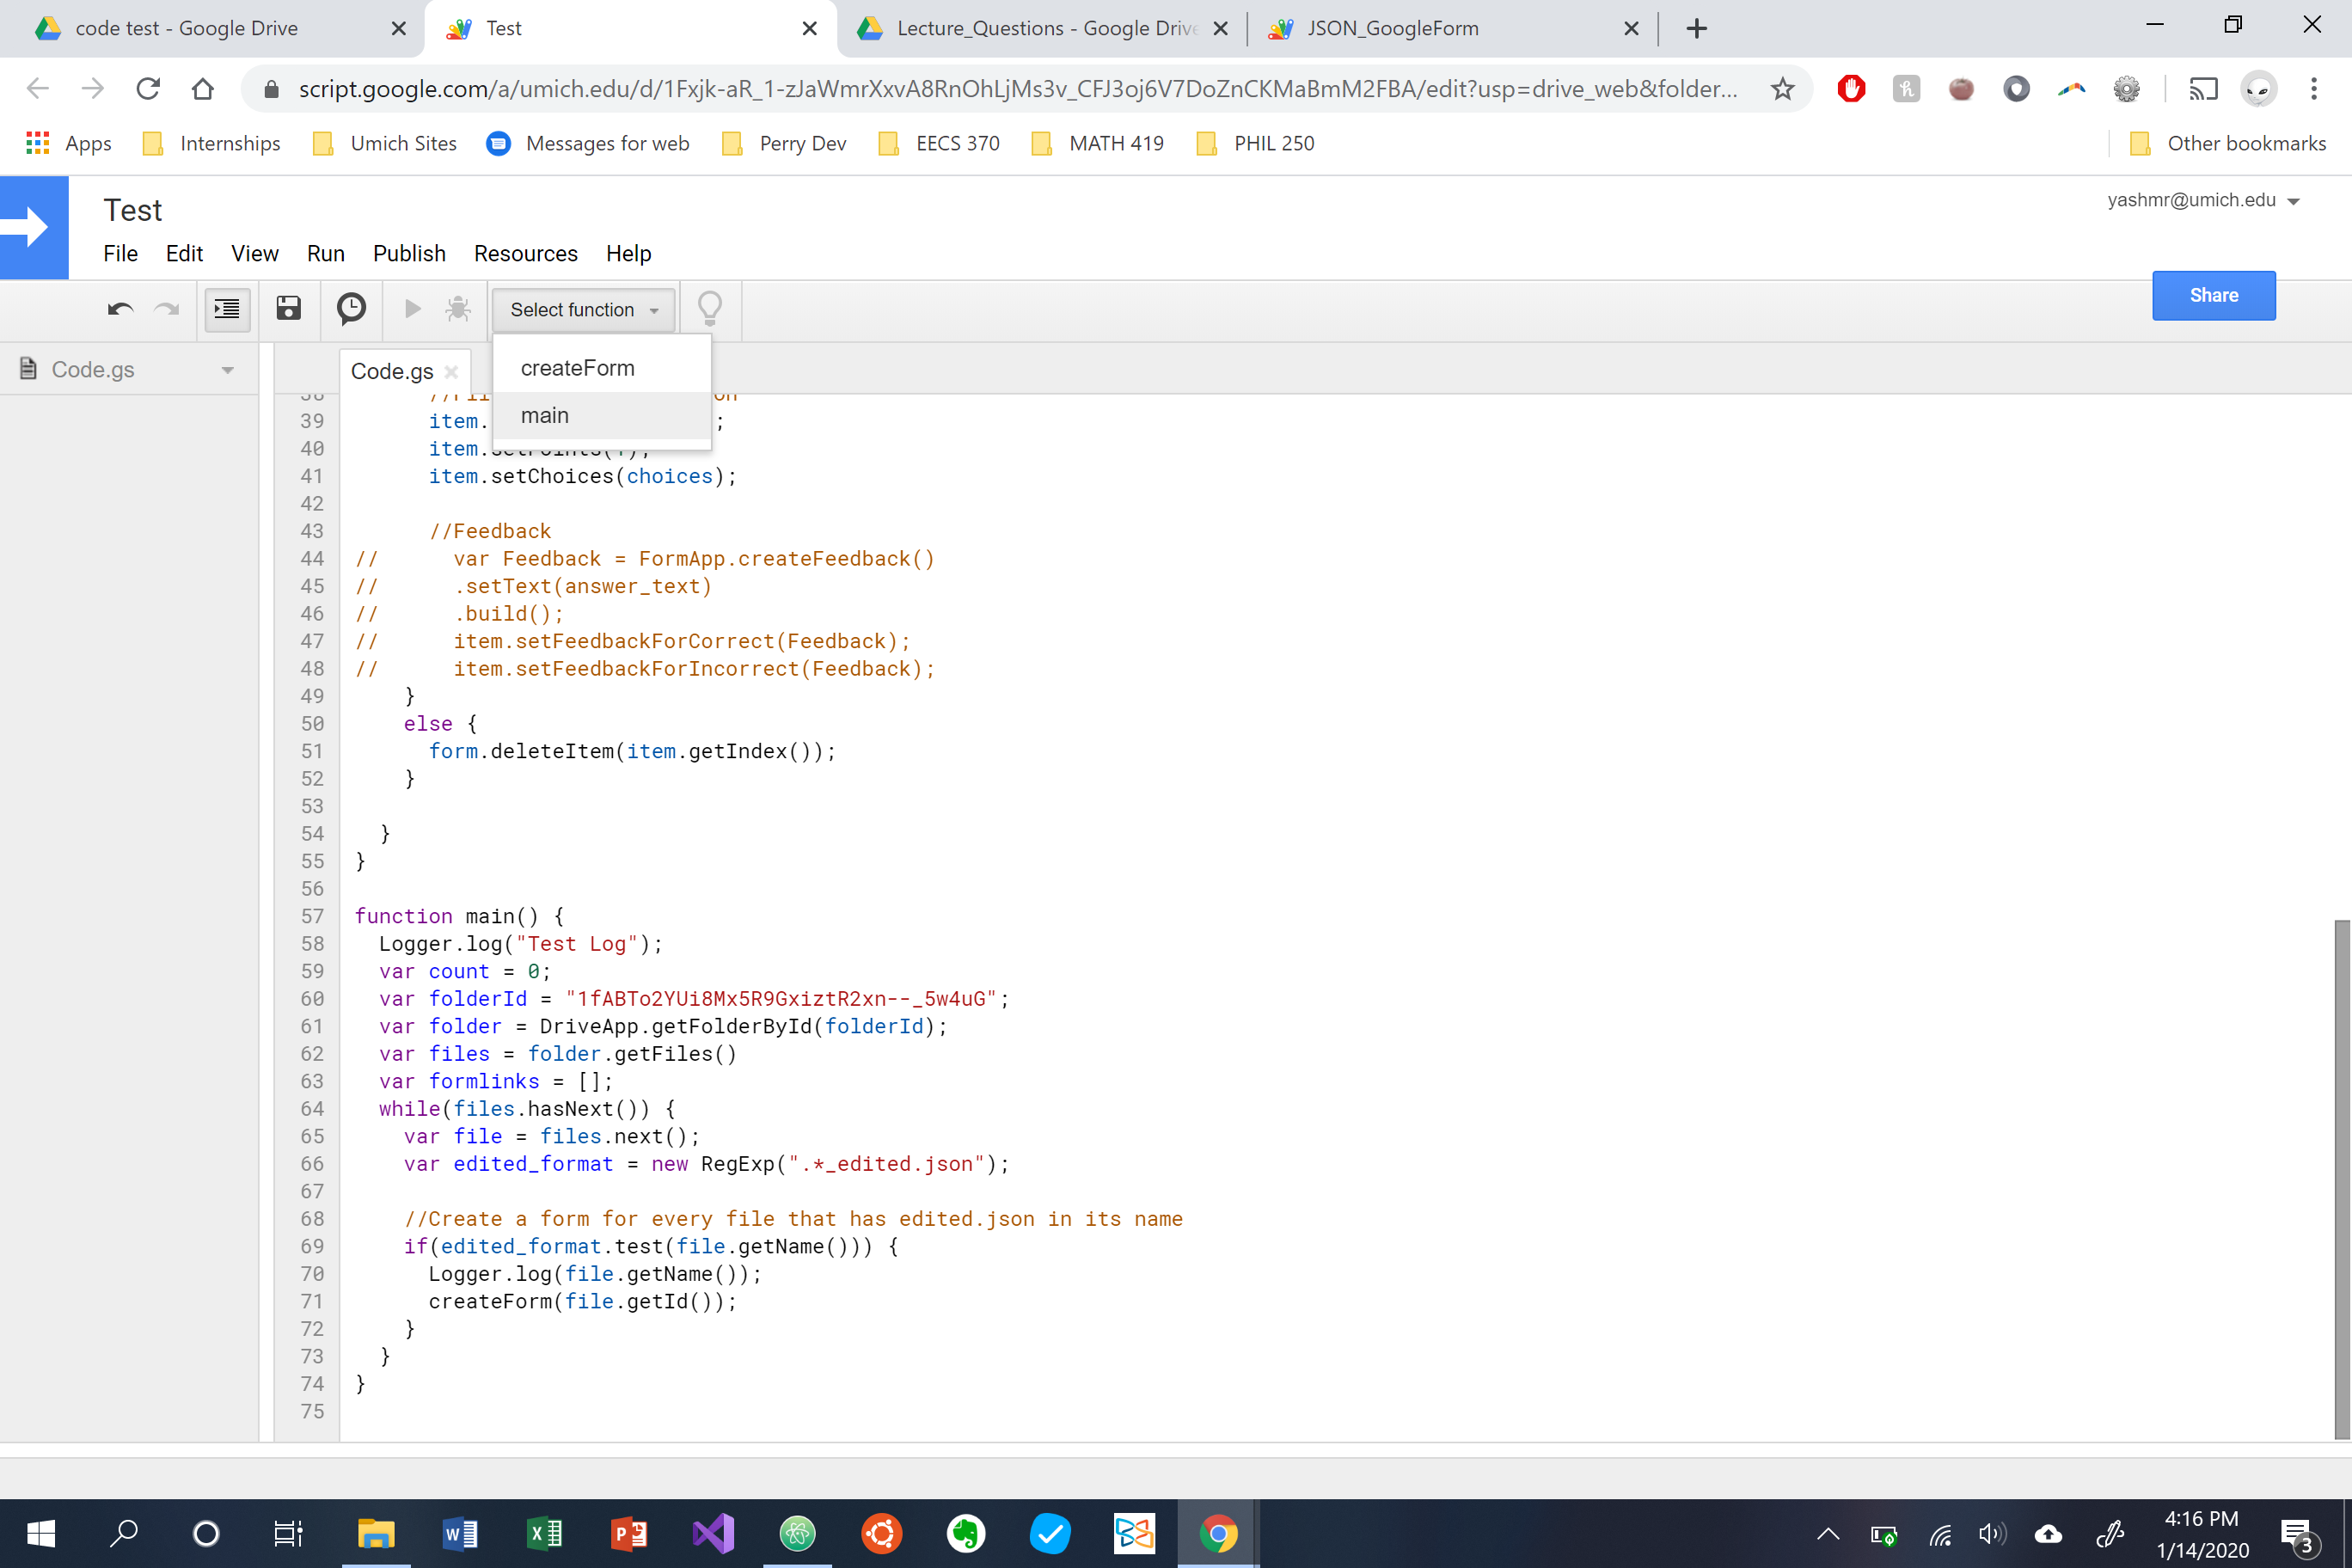 code test - Google Drive
Test
Lecture_Questions - Google Drive
JSON_GoogleForm
script.google.com/a/umich.edu/d/1Fxjk-aR_1-zJaWmrXxvA8RnOhLjMs3v_CFJ3oj6V7DoZnCKMaBmM2FBA/edit?usp=drive_web&folder...
Apps
Internships
Umich Sites
Messages for web
Perry Dev
EECS 370
MATH 419
PHIL 250
Other bookmarks
Test
yashmr@umich.edu
File Edit View Run Publish Resources Help
Share
Select function
createForm
main
Code.gs
Code.gs
39 item. ;
40 item.setPoints(1);
41 item.setChoices(choices);
42
43 //Feedback
44 // var Feedback = FormApp.createFeedback()
45 // .setText(answer_text)
46 // .build();
47 // item.setFeedbackForCorrect(Feedback);
48 // item.setFeedbackForIncorrect(Feedback);
49 }
50 else {
51 form.deleteItem(item.getIndex());
52 }
53
54 }
55 }
56
57 function main() {
58 Logger.log("Test Log");
59 var count = 0;
60 var folderId = "1fABTo2YUi8Mx5R9GxiztR2xn--_5w4uG";
61 var folder = DriveApp.getFolderById(folderId);
62 var files = folder.getFiles()
63 var formlinks = [];
64 while(files.hasNext()) {
65 var file = files.next();
66 var edited_format = new RegExp(".*_edited.json");
67
68 //Create a form for every file that has edited.json in its name
69 if(edited_format.test(file.getName())) {
70 Logger.log(file.getName());
71 createForm(file.getId());
72 }
73 }
74 }
75
4:16 PM
1/14/2020
3